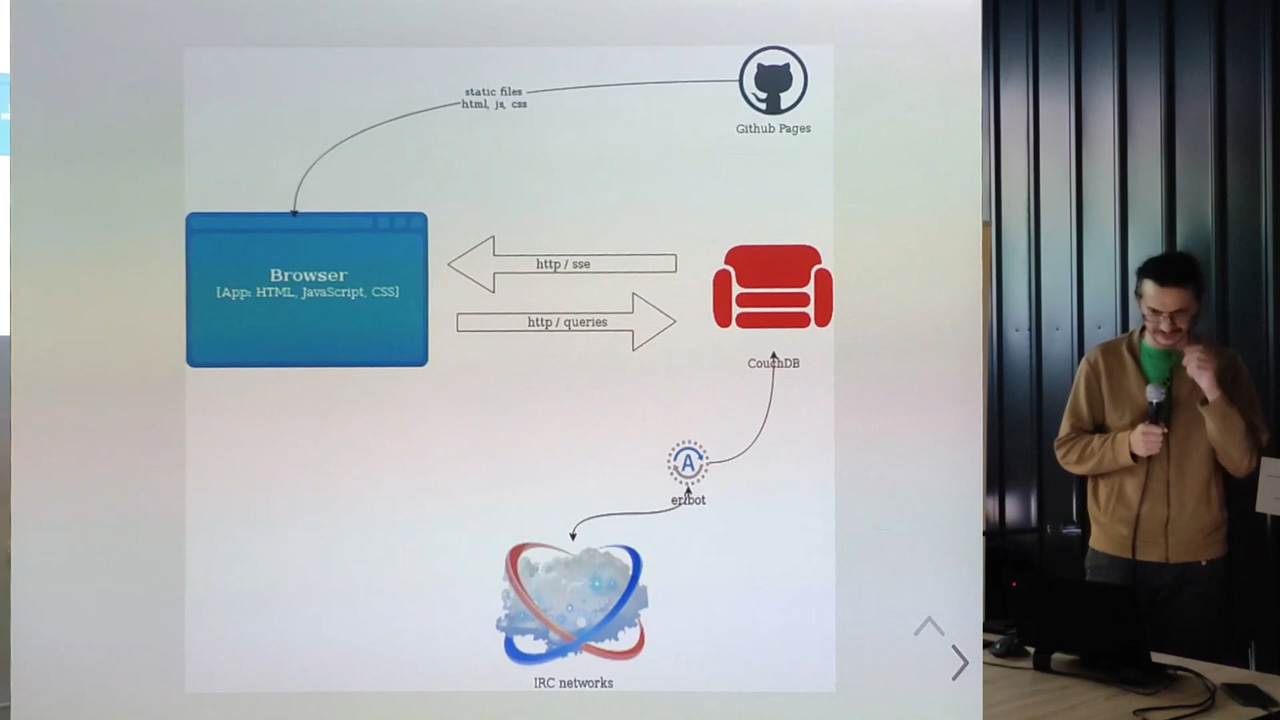 static files
html, js, css
Github Pages
Browser
[App: HTML, JavaScript, CSS]
http / sse
http / queries
CouchDB
A
erlbot
IRC networks